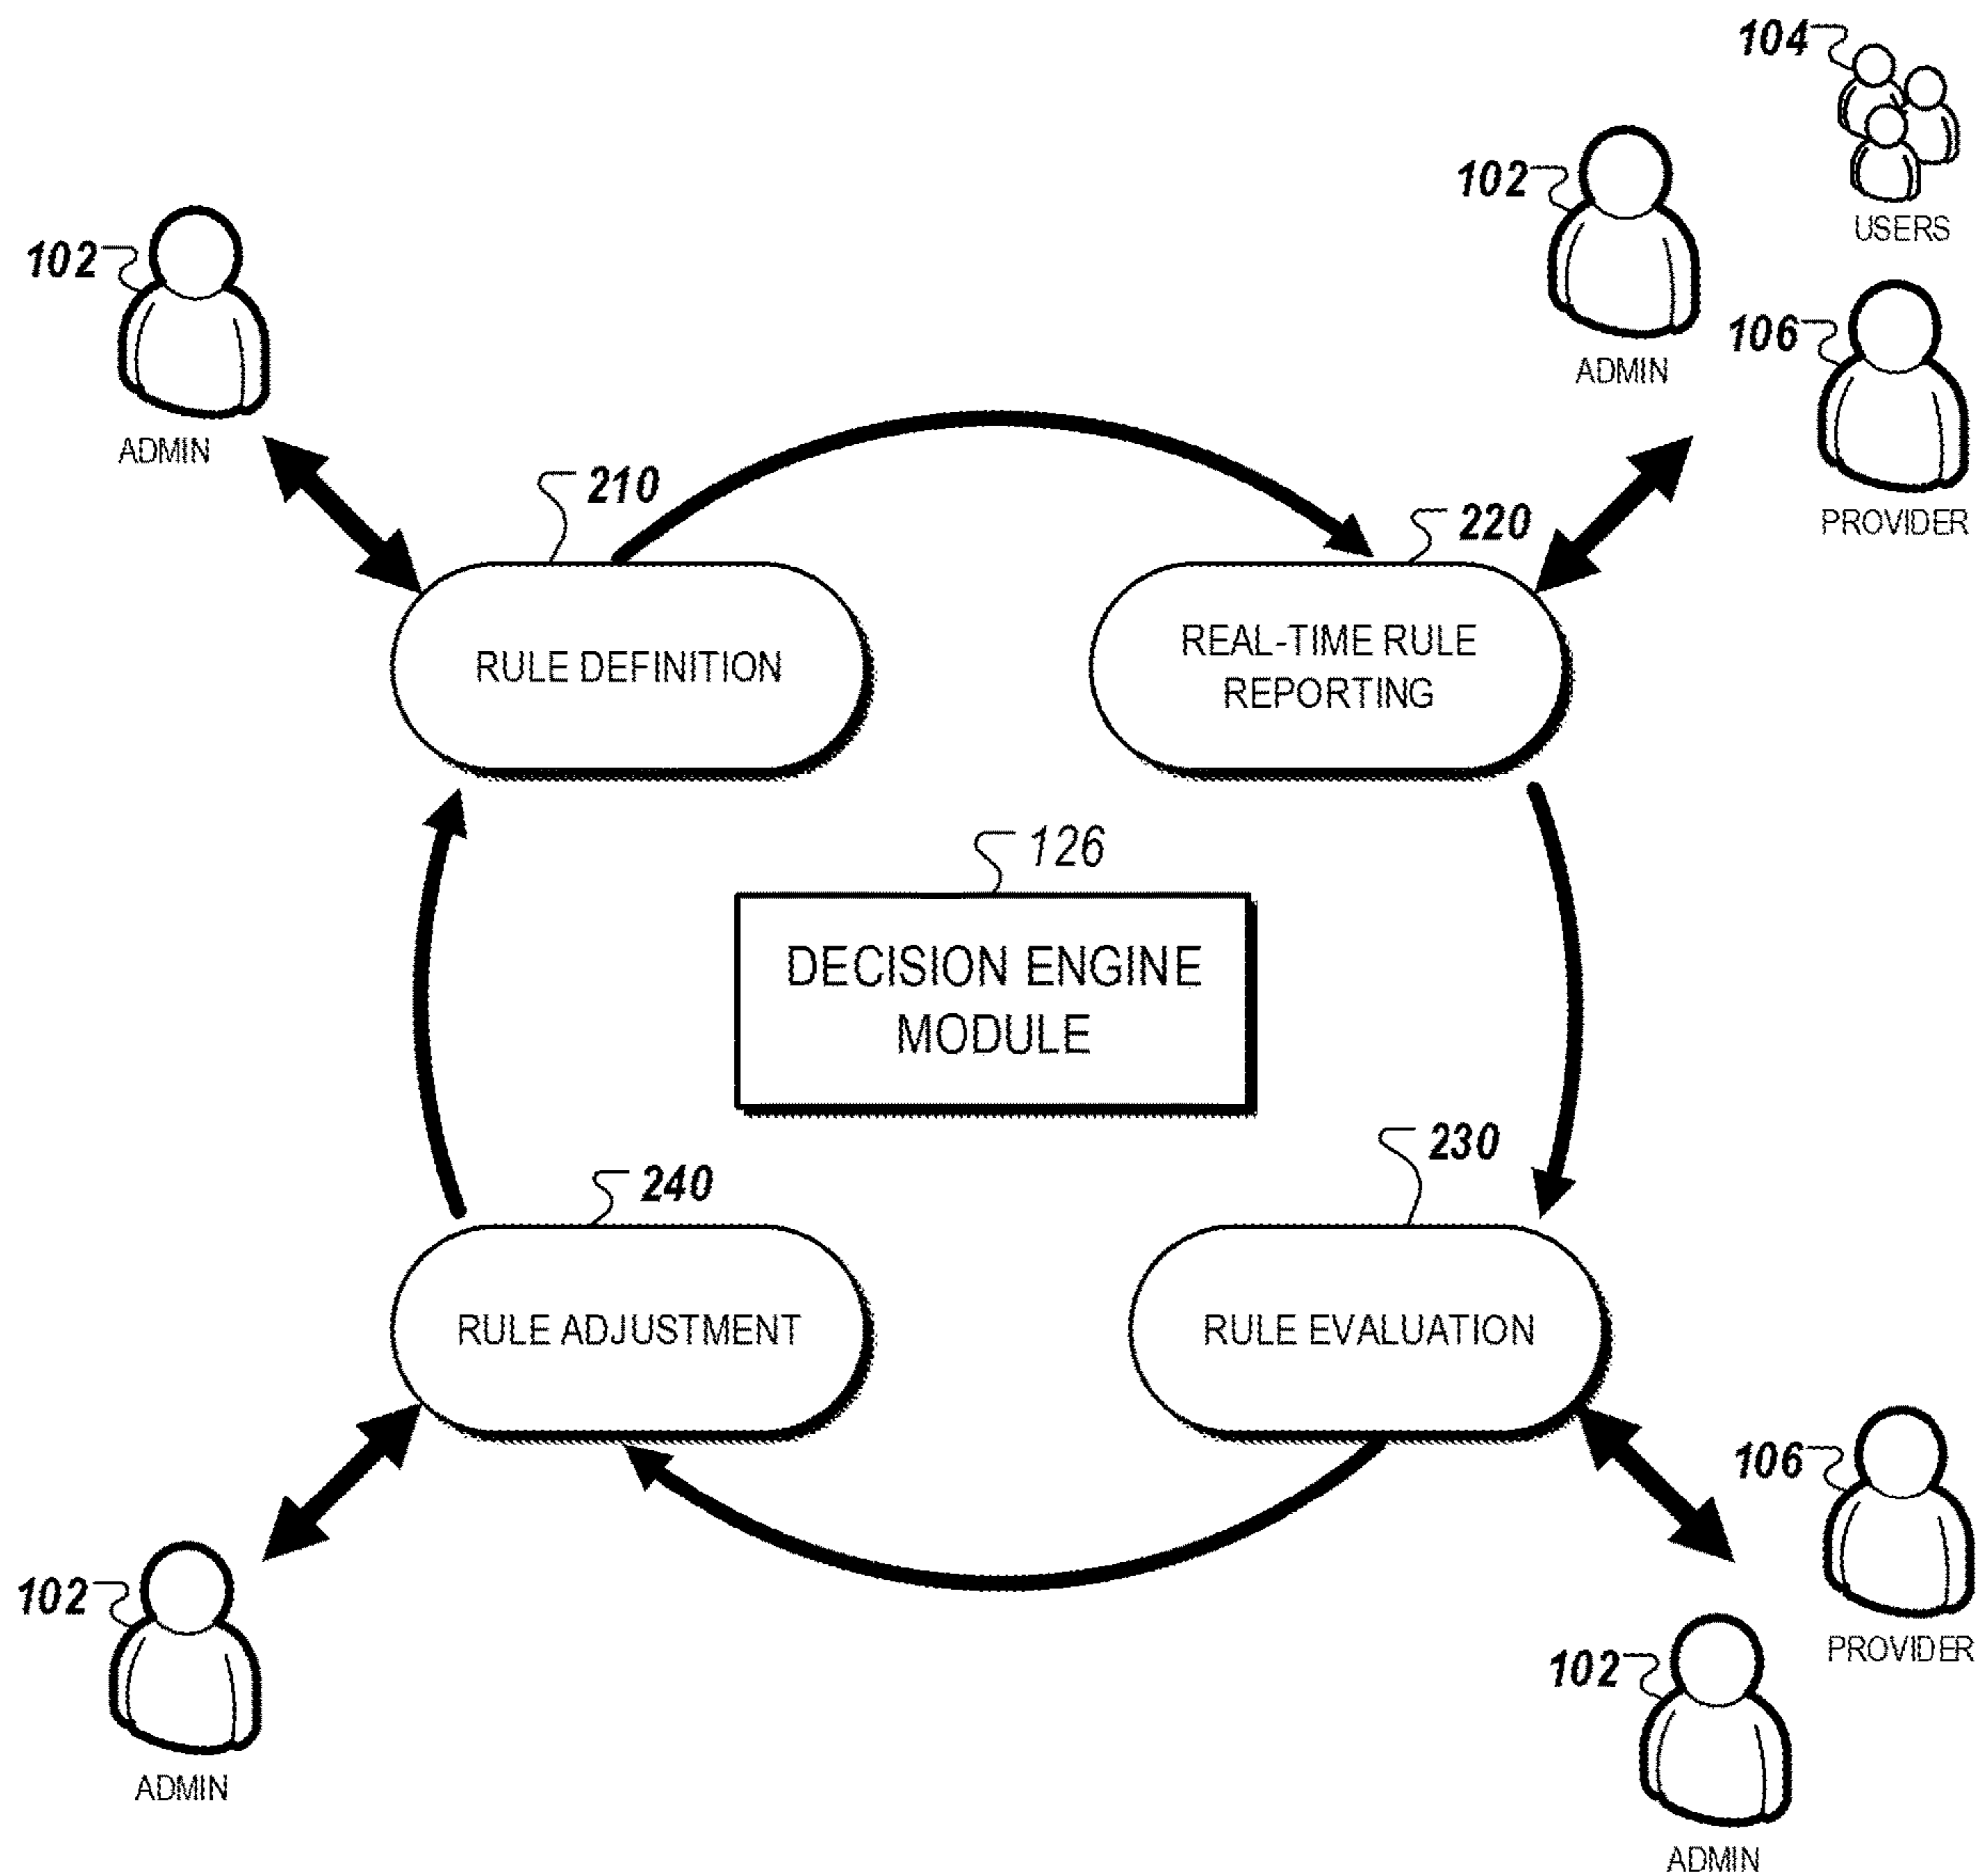 104
USERS
102
ADMIN
102
ADMIN
106
PROVIDER
210
RULE DEFINITION
220
REAL-TIME RULE
REPORTING
126
DECISION ENGINE
MODULE
240
RULE ADJUSTMENT
230
RULE EVALUATION
102
ADMIN
106
PROVIDER
102
ADMIN